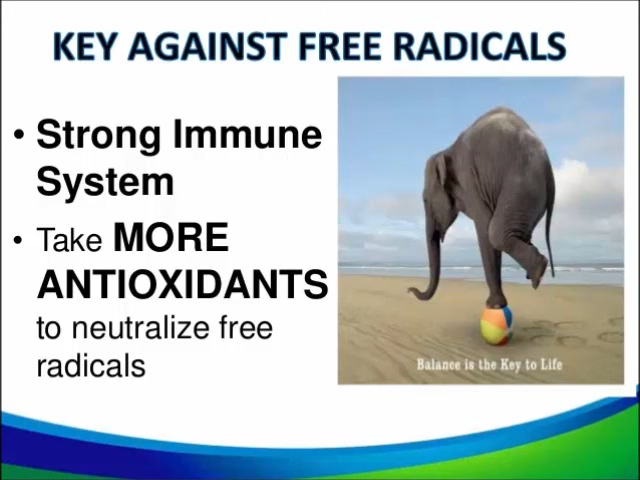 KEY AGAINST FREE RADICALS
• Strong Immune
System
• Take MORE
ANTIOXIDANTS
to neutralize free
radicals
Balance is the Key to Life